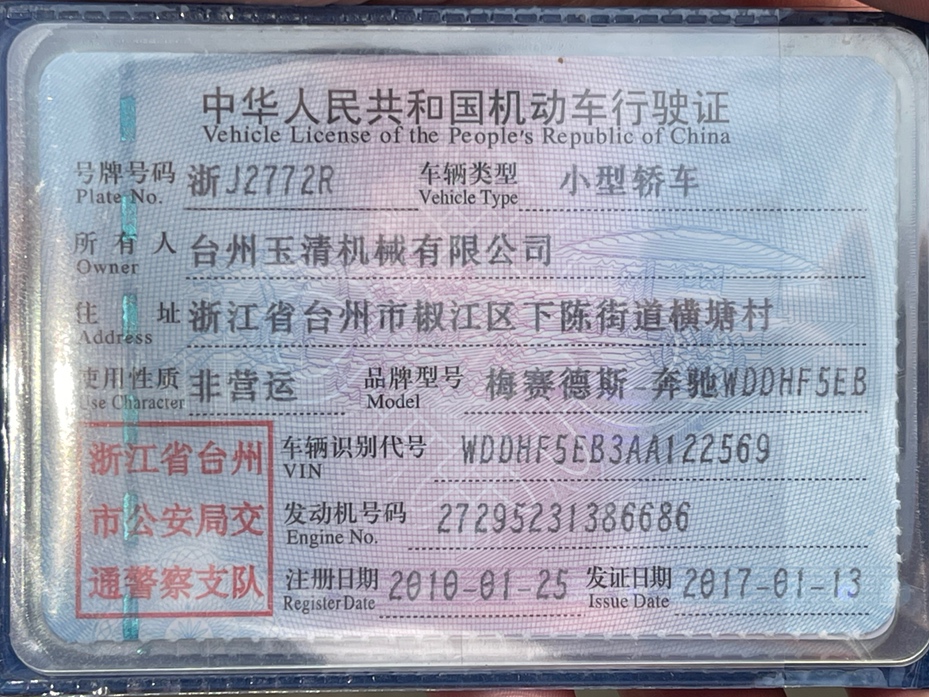 中华人民共和国机动车行驶证
Vehicle License of the People's Republic of China
号牌号码 浙J2772R 车辆类型 小型轿车
Plate No. Vehicle Type
所有人 台州玉清机械有限公司
Owner
住址 浙江省台州市椒江区下陈街道横塘村
Address
使用性质 非营运 品牌型号 梅赛德斯-奔驰WDDHF5EB
Use Character Model
浙江省台州 车辆识别代号 WDDHF5EB3AA122569
VIN
市公安局交 发动机号码 27295231386686
Engine No.
通警察支队 注册日期 2010-01-25 发证日期 2017-01-13
Register Date Issue Date